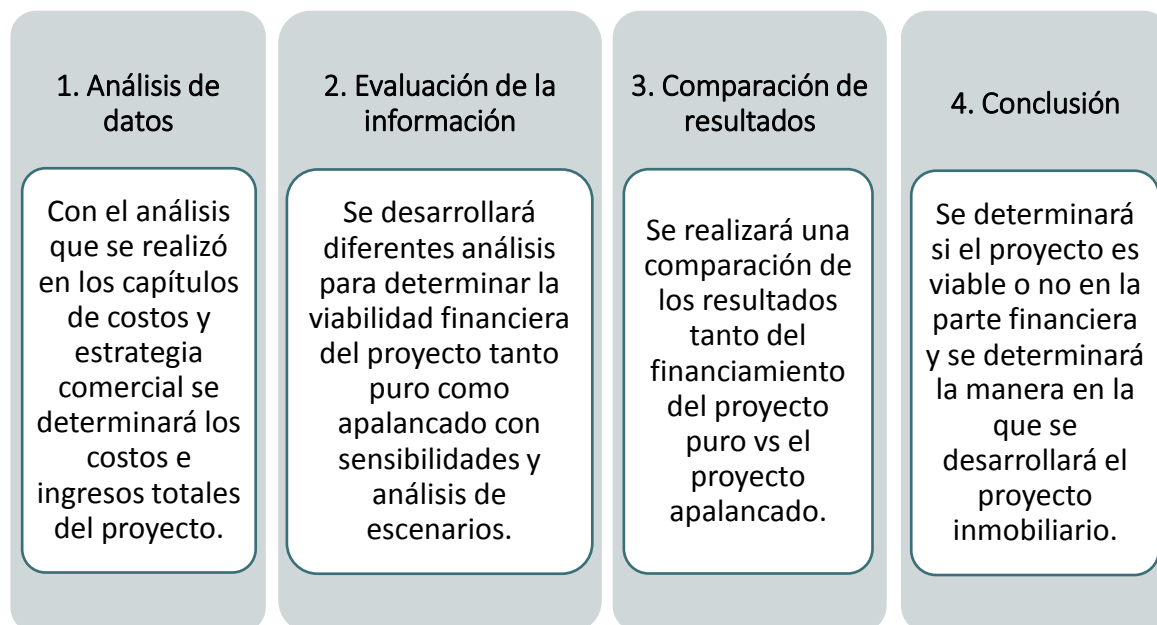 1. Análisis de
datos
Con el análisis
que se realizó
en los capítulos
de costos y
estrategia
comercial se
determinará los
costos e
ingresos totales
del proyecto.
2. Evaluación de la
información
Se desarrollará
diferentes análisis
para determinar la
viabilidad financiera
del proyecto tanto
puro como
apalancado con
sensibilidades y
análisis de
escenarios.
3. Comparación de
resultados
Se realizará una
comparación de
los resultados
tanto del
financiamiento
del proyecto
puro vs el
proyecto
apalancado.
4. Conclusión
Se determinará
si el proyecto es
viable o no en la
parte financiera
y se determinará
la manera en la
que se
desarrollará el
proyecto
inmobiliario.